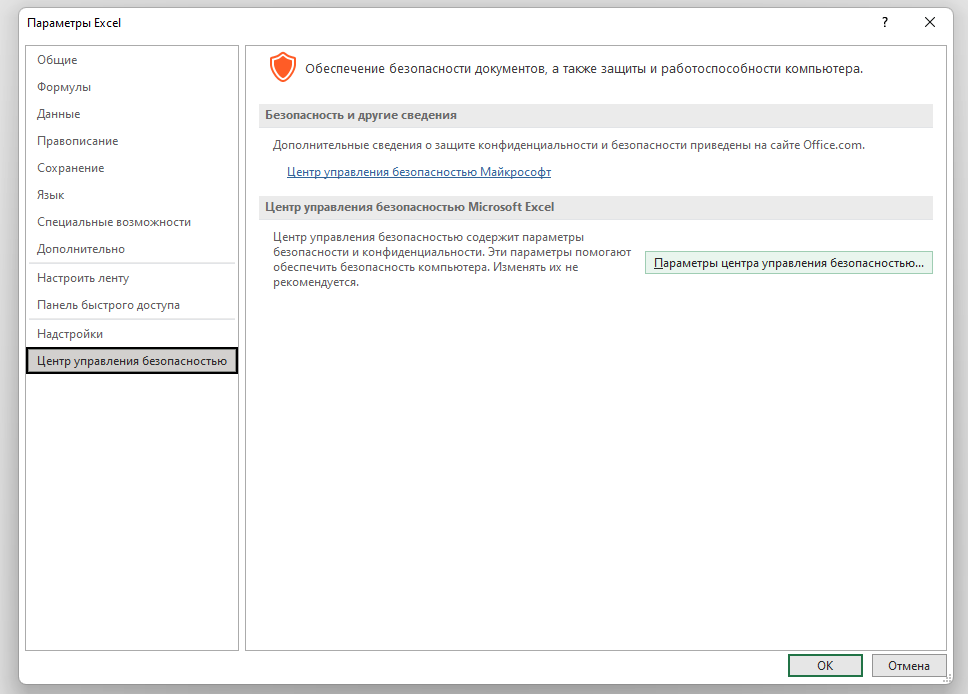 Параметры Excel
?
Общие
Формулы
Данные
Правописание
Сохранение
Язык
Специальные возможности
Дополнительно
Настроить ленту
Панель быстрого доступа
Надстройки
Центр управления безопасностью
Обеспечение безопасности документов, а также защиты и работоспособности компьютера.
Безопасность и другие сведения
Дополнительные сведения о защите конфиденциальности и безопасности приведены на сайте Office.com.
Центр управления безопасностью Майкрософт
Центр управления безопасностью Microsoft Excel
Центр управления безопасностью содержит параметры
безопасности и конфиденциальности. Эти параметры помогают
обеспечить безопасность компьютера. Изменять их не
рекомендуется.
Параметры центра управления безопасностью...
ОК
Отмена